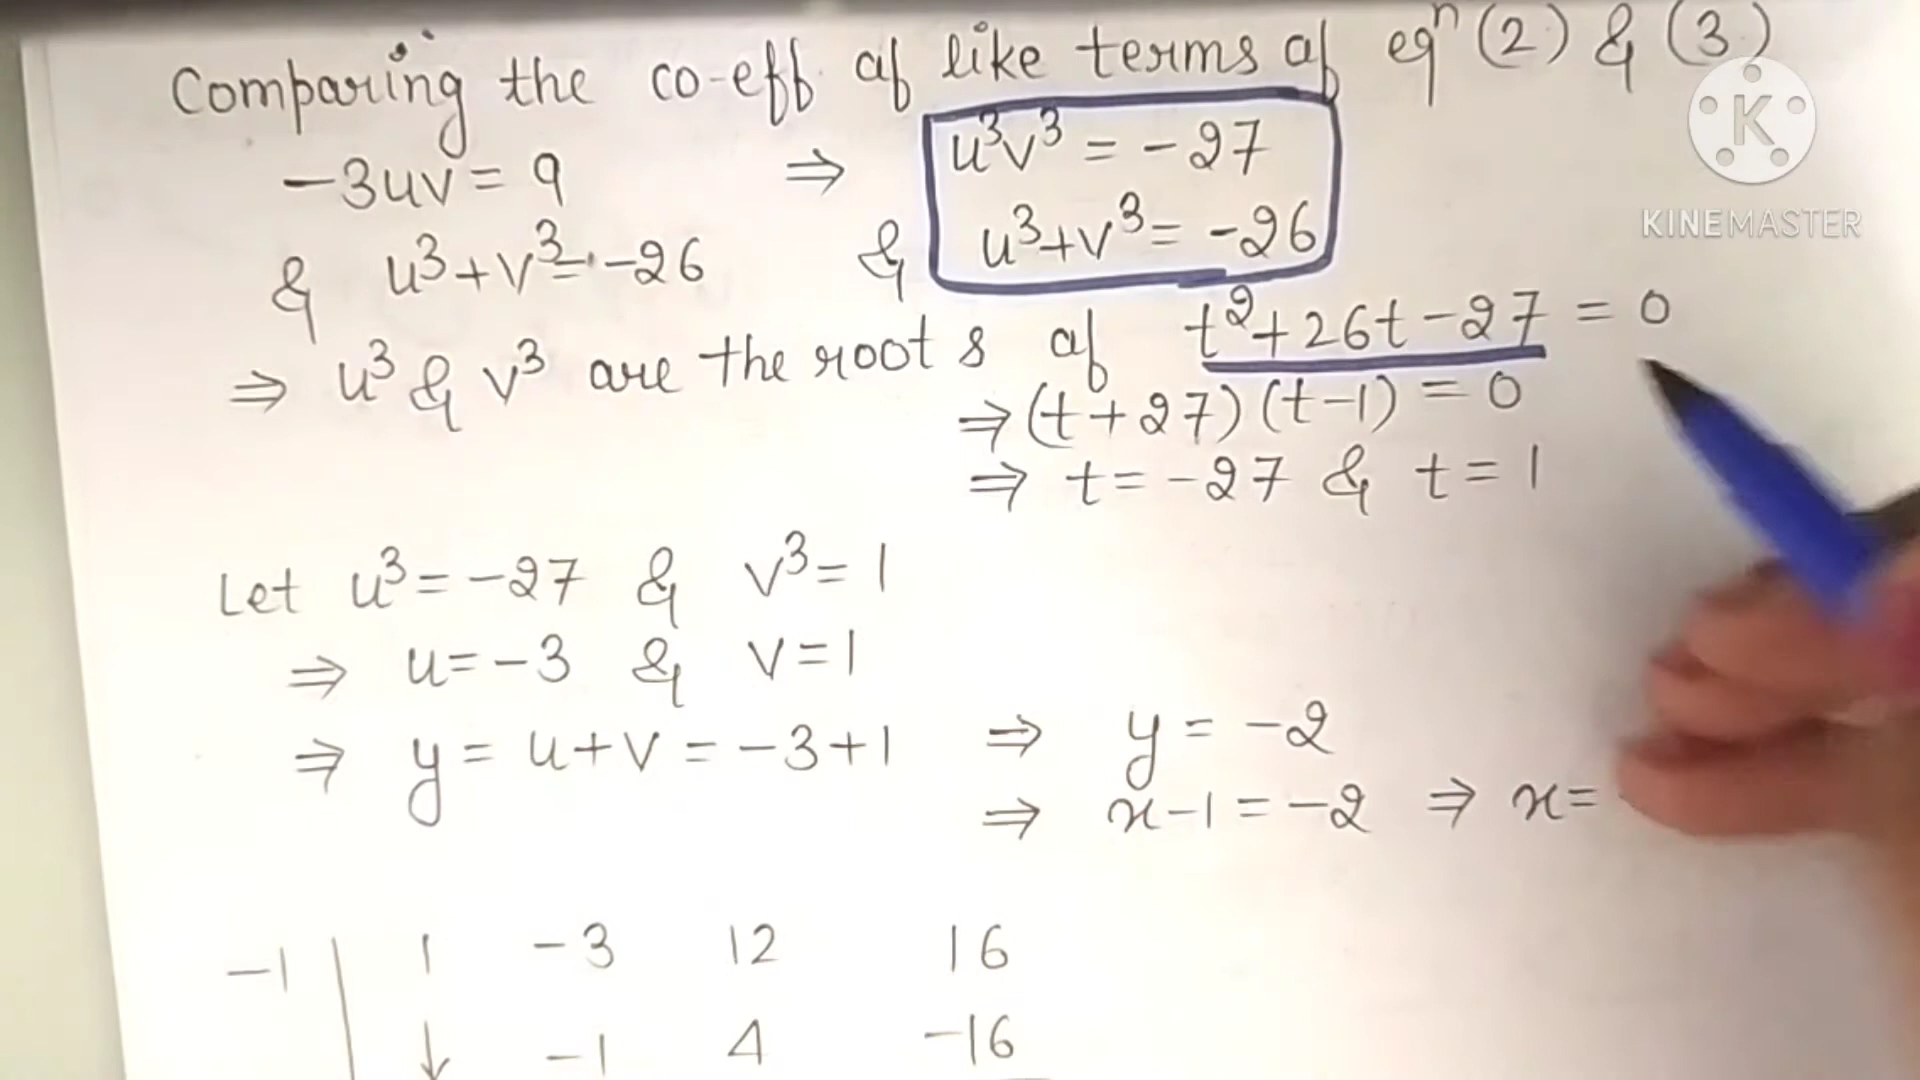 Comparing the co-eff. of like terms of eqⁿ (2) & (3)
-3uv = 9 ⇒ u³v³ = -27
& u³+v³ = -26 & u³+v³ = -26
⇒ u³ & v³ are the roots of t²+26t-27 = 0
⇒ (t+27)(t-1) = 0
⇒ t = -27 & t = 1
Let u³ = -27 & v³ = 1
⇒ u = -3 & v = 1
⇒ y = u+v = -3+1 ⇒ y = -2
⇒ x-1 = -2 ⇒ x=
-1 | 1 -3 12 16
↓ -1 4 -16
K
KINEMASTER